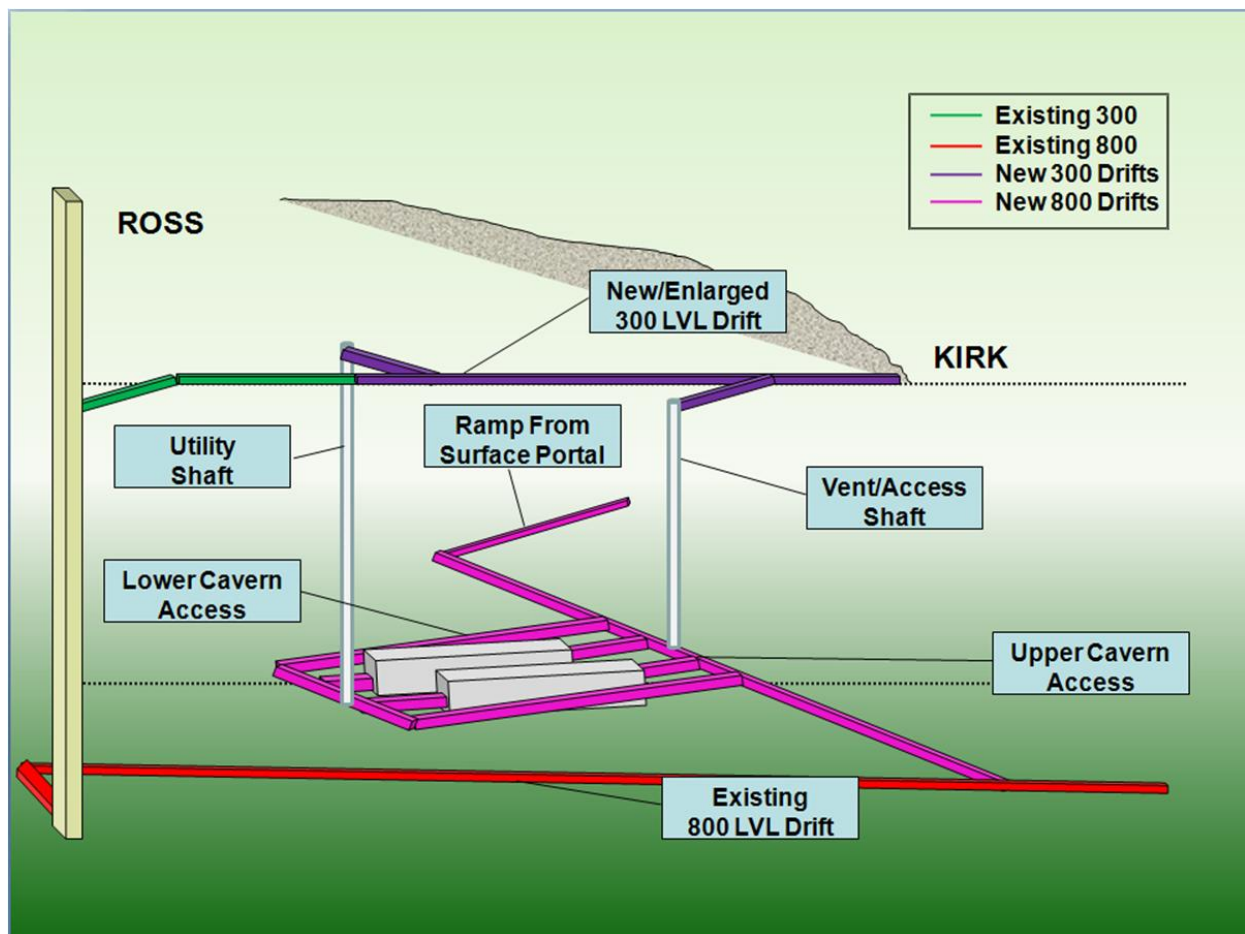 Existing 300
Existing 800
New 300 Drifts
New 800 Drifts
ROSS
New/Enlarged
300 LVL Drift
KIRK
Utility
Shaft
Ramp From
Surface Portal
Vent/Access
Shaft
Lower Cavern
Access
Upper Cavern
Access
Existing
800 LVL Drift